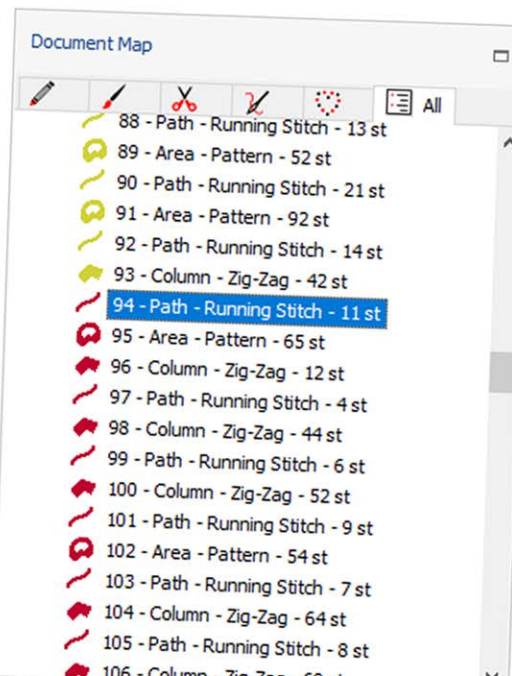 Document Map
All
88 - Path - Running Stitch - 13 st
89 - Area - Pattern - 52 st
90 - Path - Running Stitch - 21 st
91 - Area - Pattern - 92 st
92 - Path - Running Stitch - 14 st
93 - Column - Zig-Zag - 42 st
94 - Path - Running Stitch - 11 st
95 - Area - Pattern - 65 st
96 - Column - Zig-Zag - 12 st
97 - Path - Running Stitch - 4 st
98 - Column - Zig-Zag - 44 st
99 - Path - Running Stitch - 6 st
100 - Column - Zig-Zag - 52 st
101 - Path - Running Stitch - 9 st
102 - Area - Pattern - 54 st
103 - Path - Running Stitch - 7 st
104 - Column - Zig-Zag - 64 st
105 - Path - Running Stitch - 8 st
106 - Column - Zig-Zag